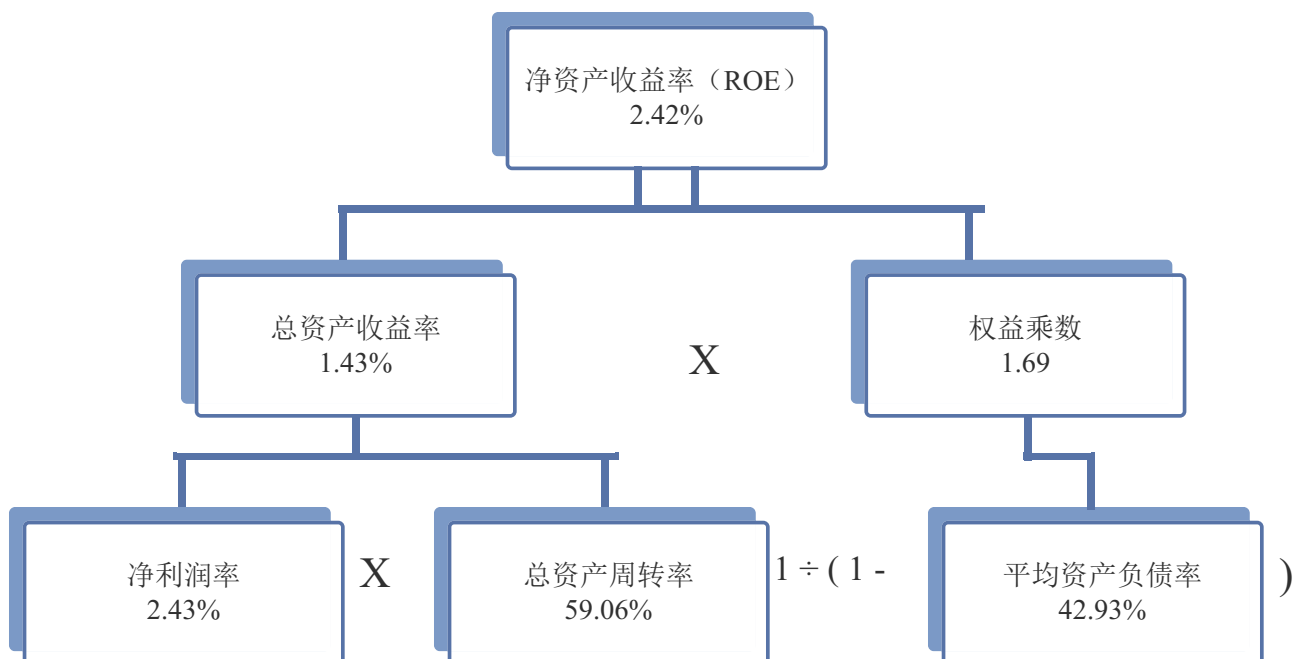 净资产收益率（ROE）
2.42%
总资产收益率
1.43%
X
权益乘数
1.69
净利润率
2.43%
X
总资产周转率
59.06%
1 ÷ ( 1 -
平均资产负债率
42.93%
)